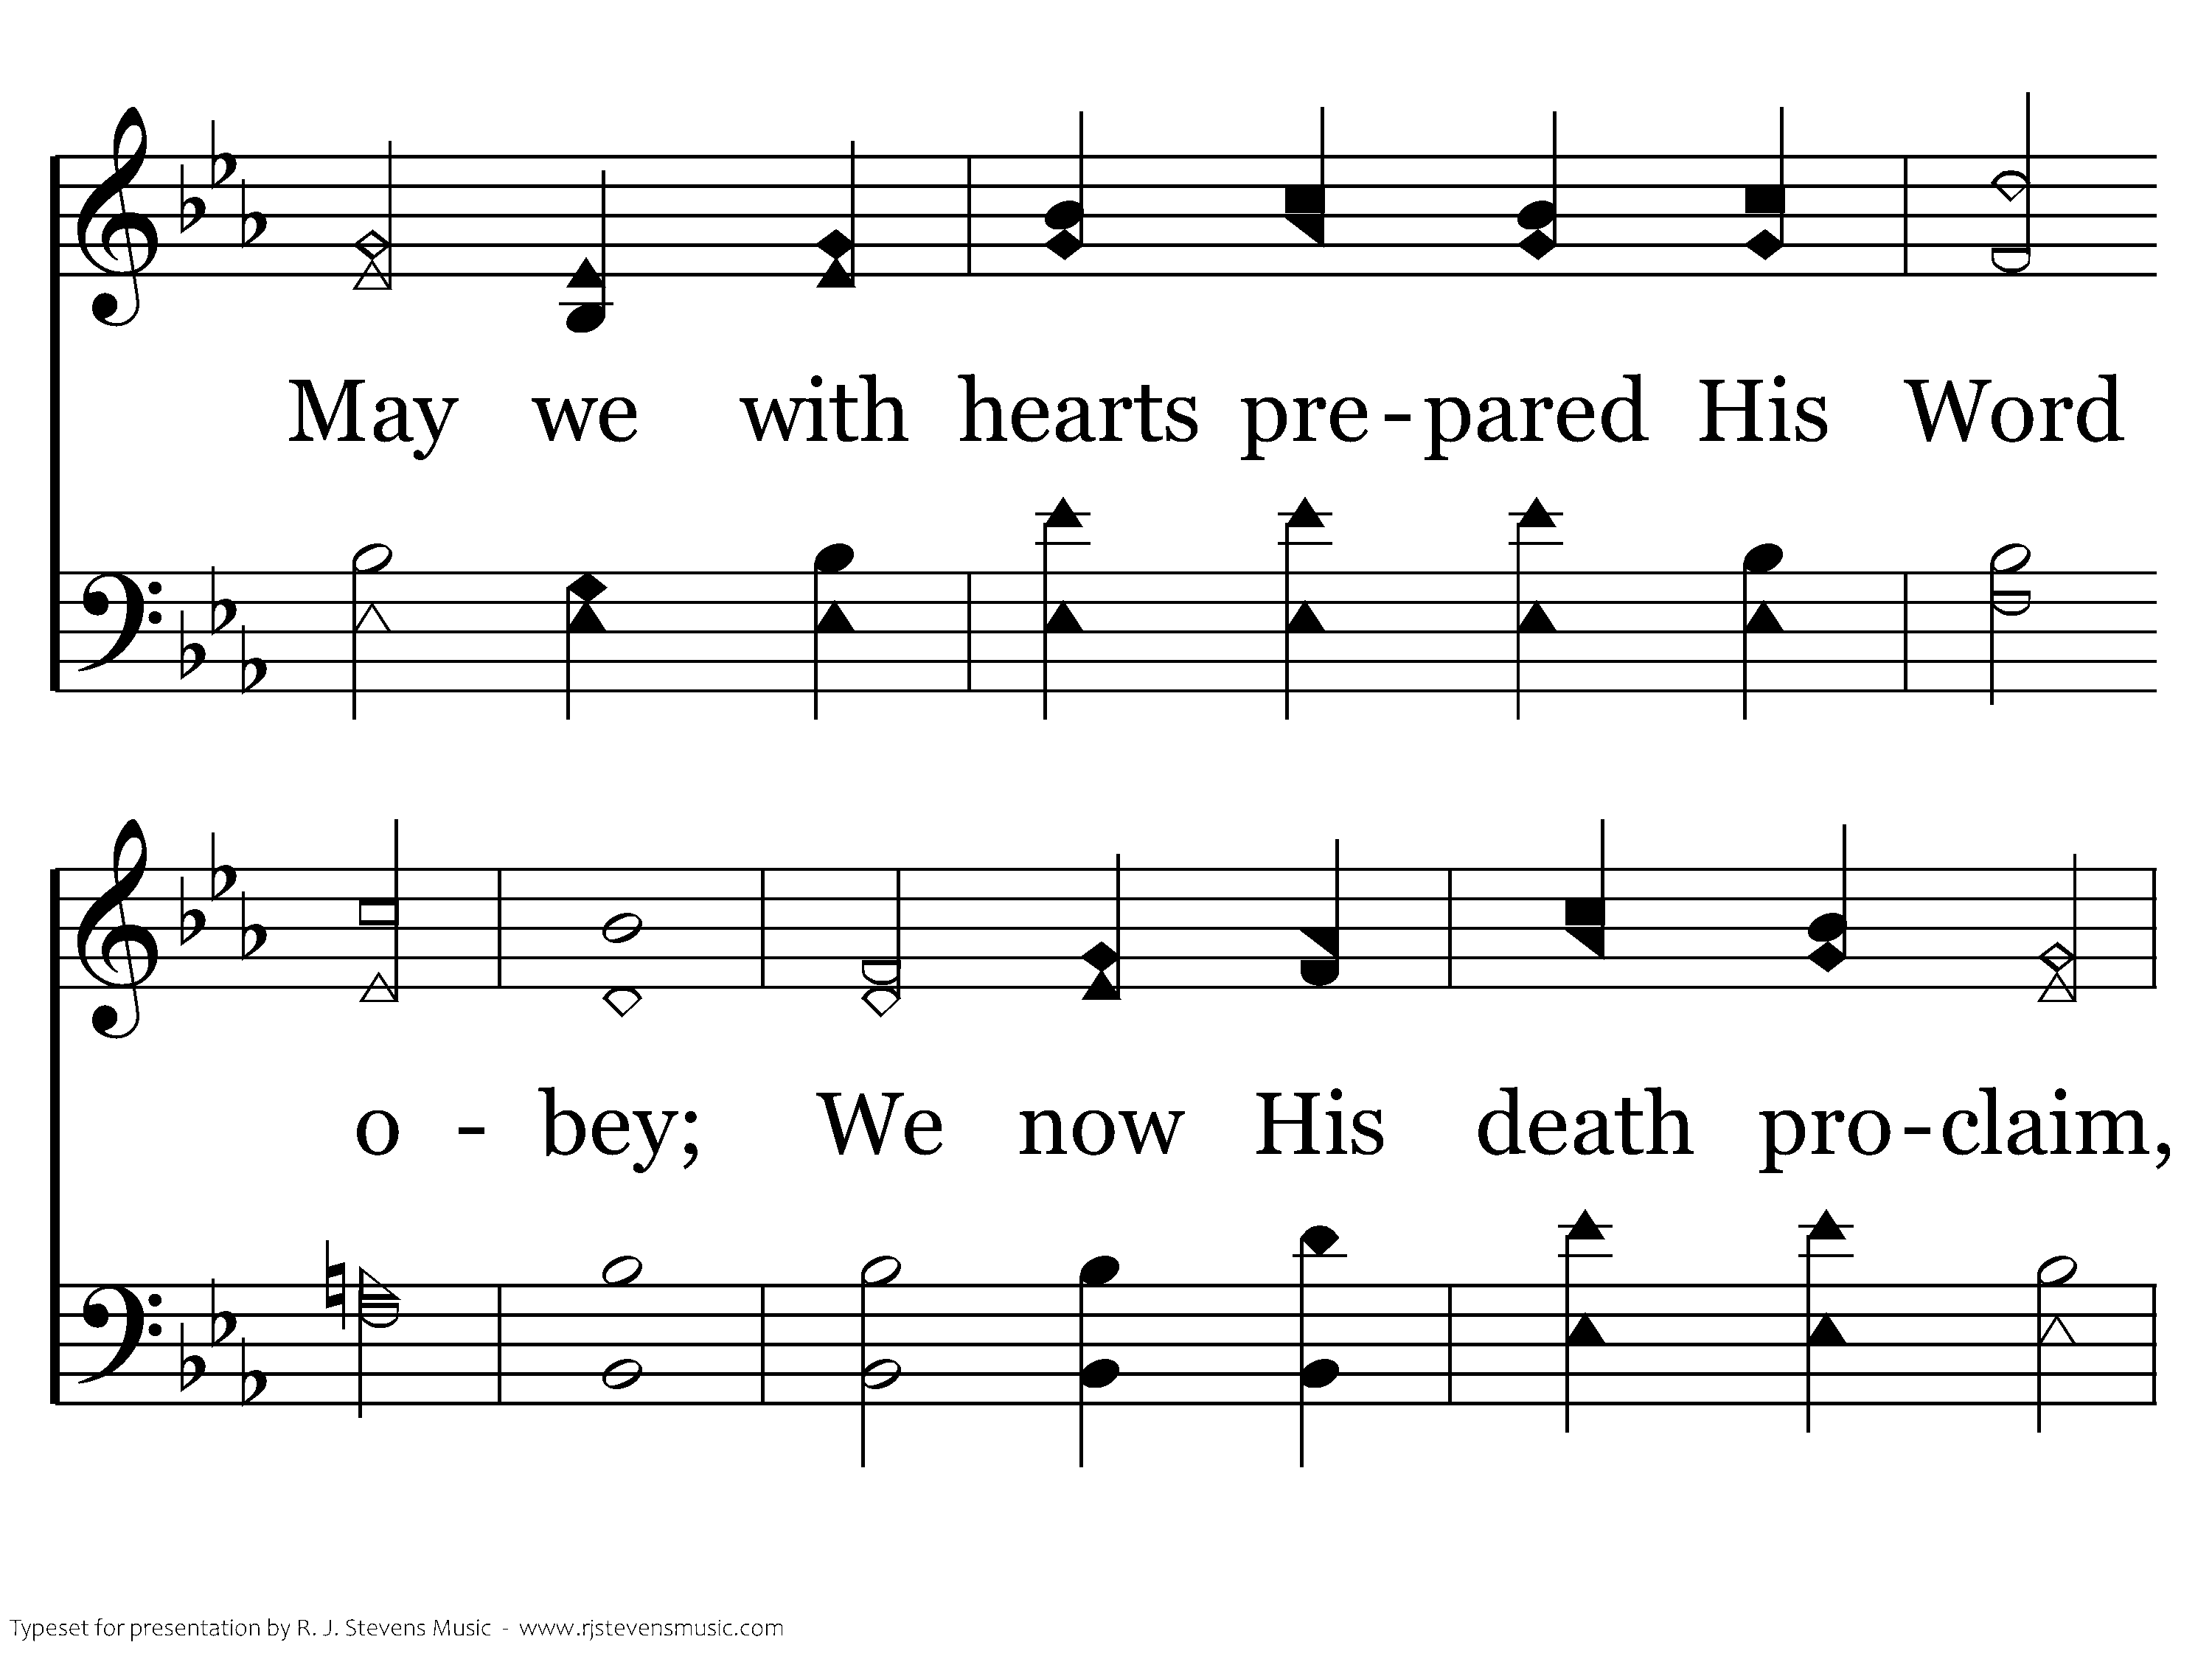 May we with hearts pre-pared His Word
o - bey; We now His death pro-claim,
Typeset for presentation by R. J. Stevens Music - www.rjstevensmusic.com